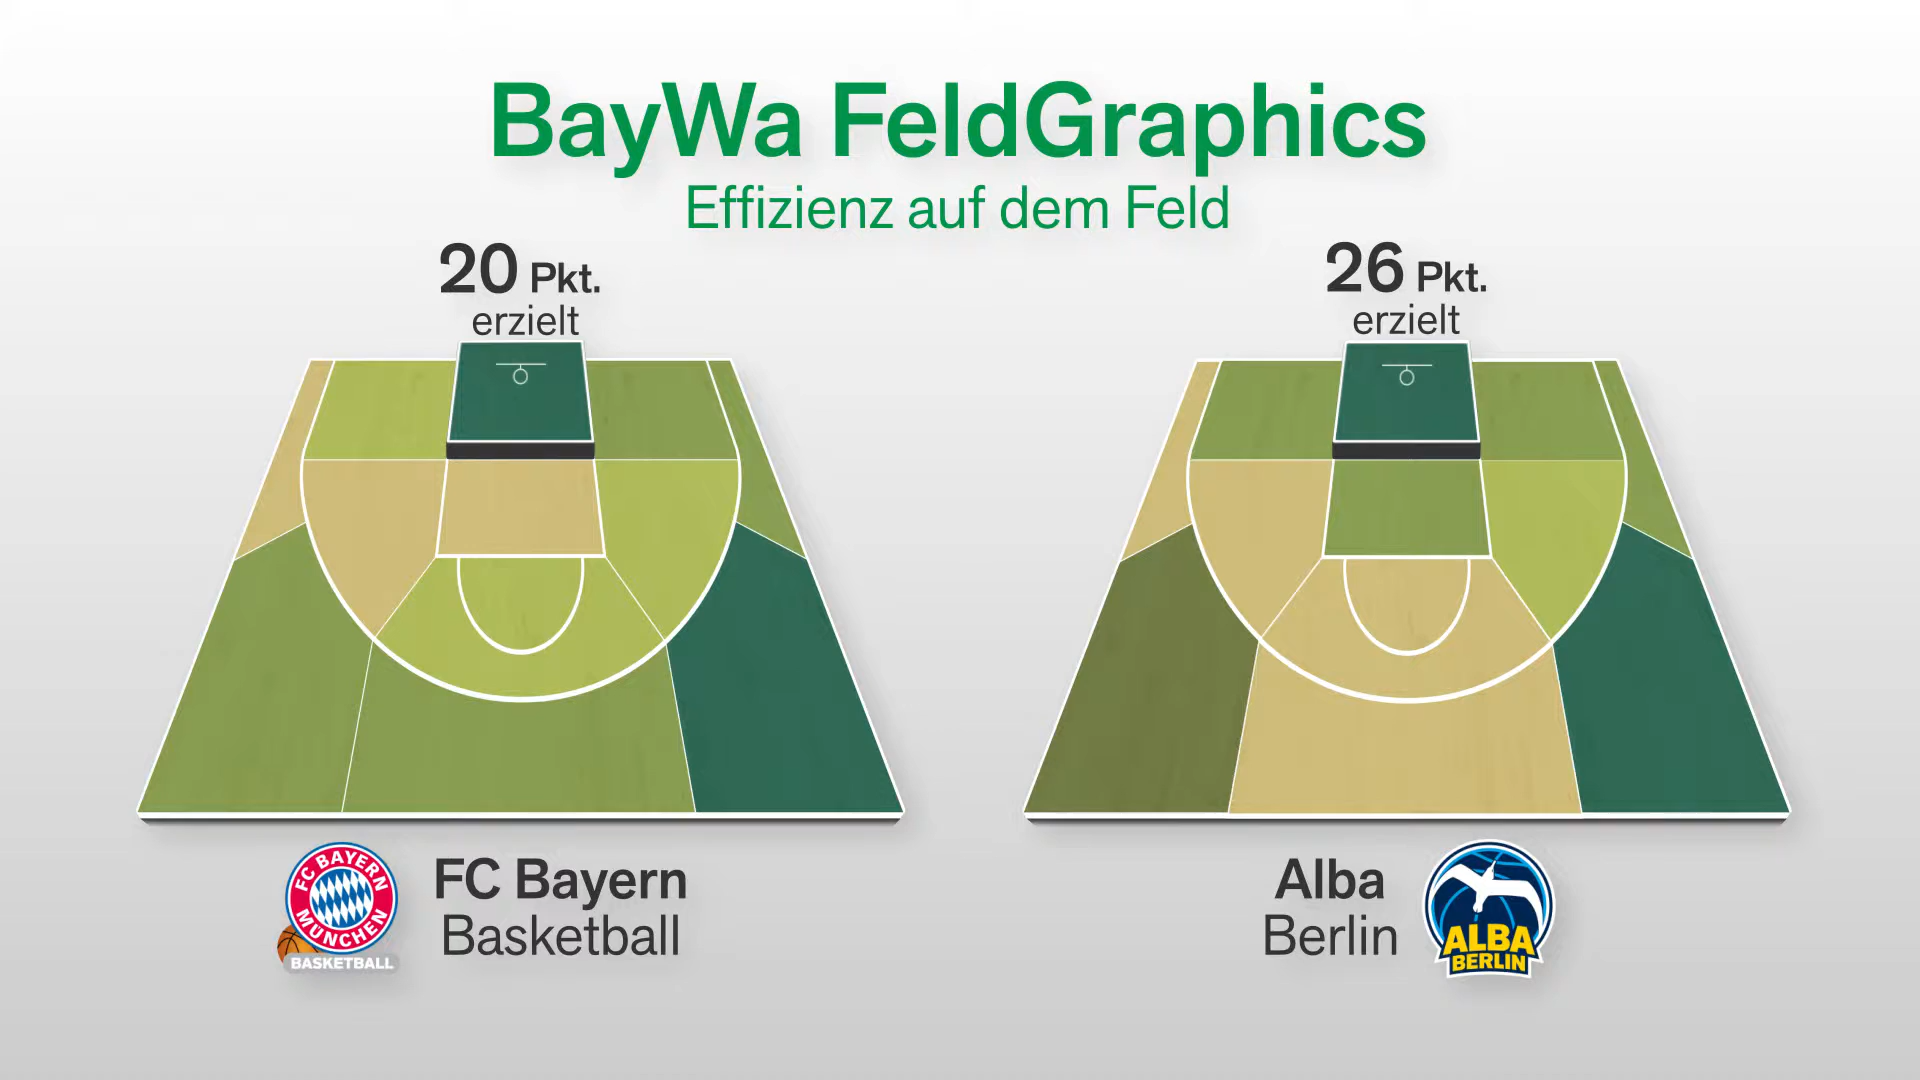 BayWa FeldGraphics
Effizienz auf dem Feld
20 Pkt.
erzielt
26 Pkt.
erzielt
FC BAYERN
MÜNCHEN
BASKETBALL
FC Bayern
Basketball
Alba
Berlin
ALBA
BERLIN